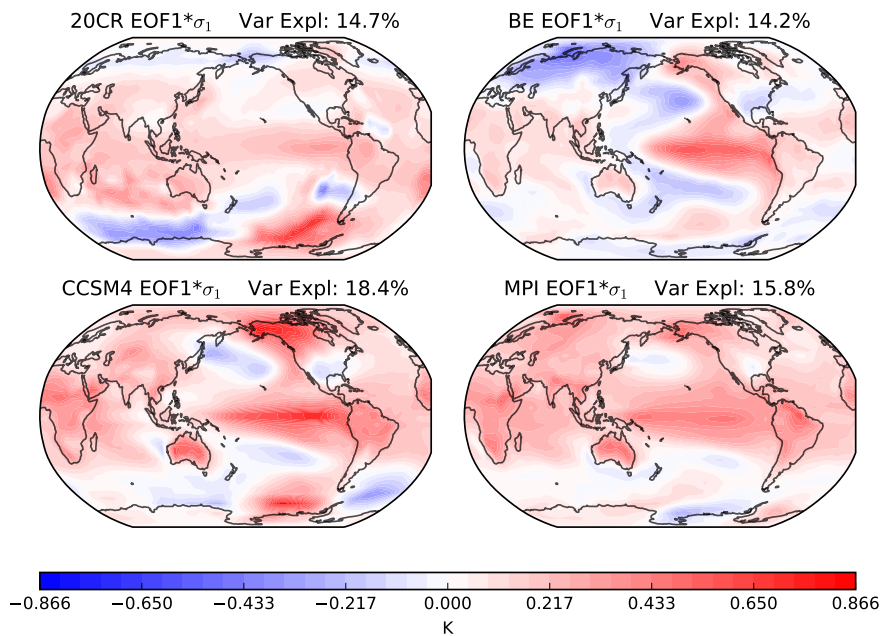 20CR EOF1*σ₁ Var Expl: 14.7%
BE EOF1*σ₁ Var Expl: 14.2%
CCSM4 EOF1*σ₁ Var Expl: 18.4%
MPI EOF1*σ₁ Var Expl: 15.8%
−0.866 −0.650 −0.433 −0.217 0.000 0.217 0.433 0.650 0.866
K